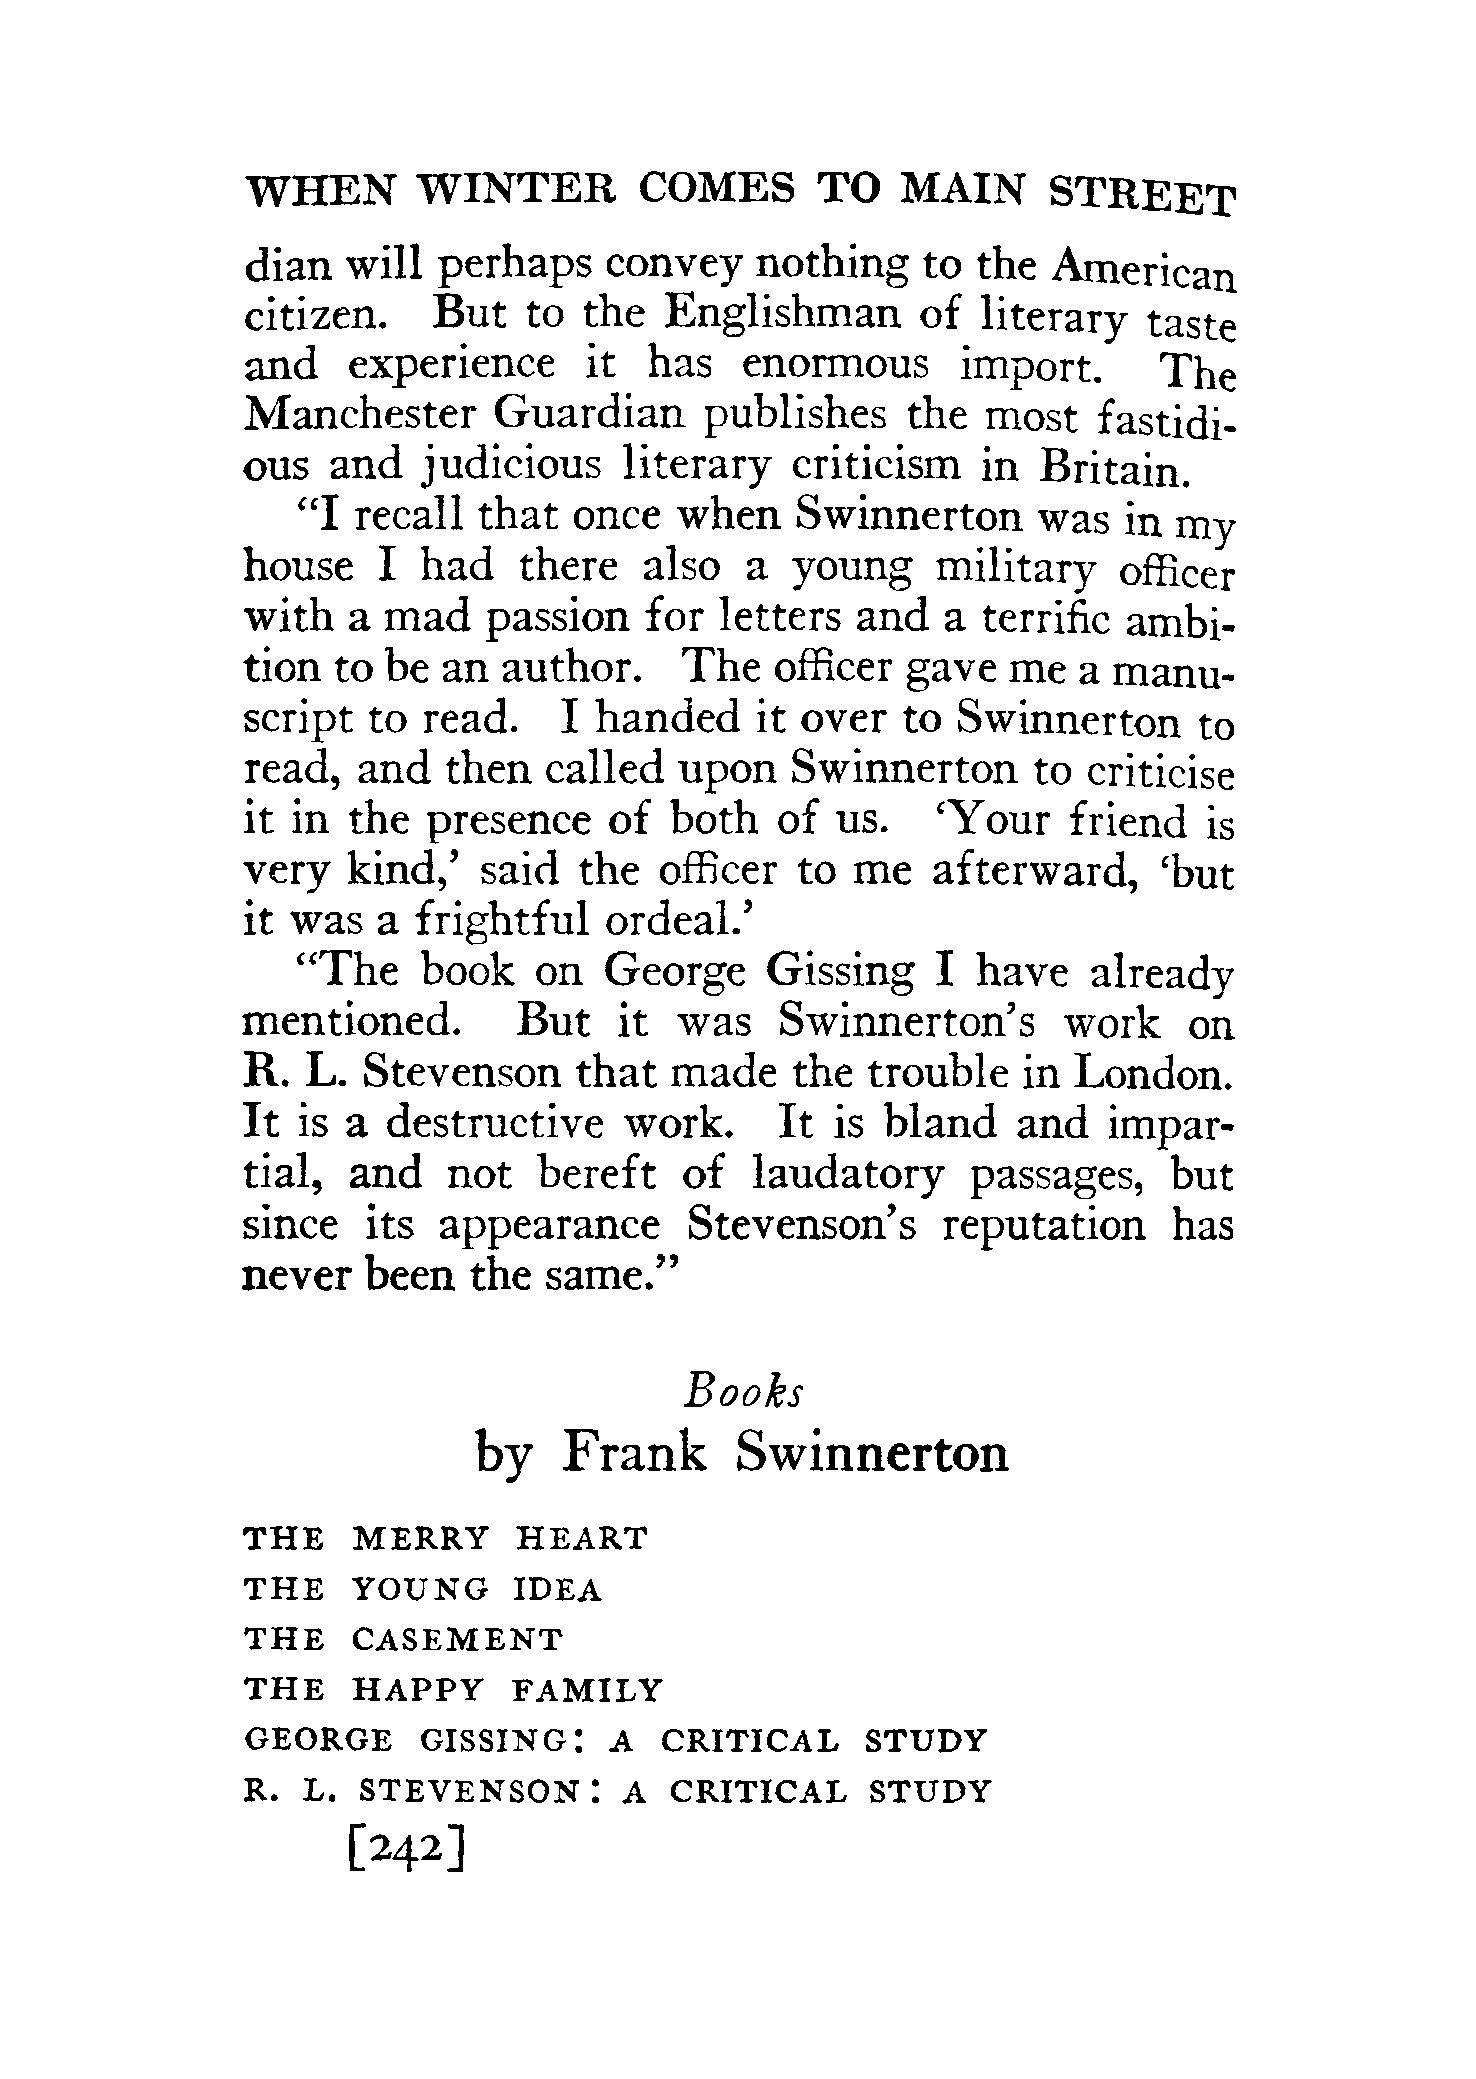 WHEN WINTER COMES TO MAIN STREET
dian will perhaps convey nothing to the American
citizen. But to the Englishman of literary taste
and experience it has enormous import. The
Manchester Guardian publishes the most fastidi-
ous and judicious literary criticism in Britain.
“I recall that once when Swinnerton was in my
house I had there also a young military officer
with a mad passion for letters and a terrific ambi-
tion to be an author. The officer gave me a manu-
script to read. I handed it over to Swinnerton to
read, and then called upon Swinnerton to criticise
it in the presence of both of us. ‘Your friend is
very kind,’ said the officer to me afterward, ‘but
it was a frightful ordeal.’
“The book on George Gissing I have already
mentioned. But it was Swinnerton’s work on
R. L. Stevenson that made the trouble in London.
It is a destructive work. It is bland and impar-
tial, and not bereft of laudatory passages, but
since its appearance Stevenson’s reputation has
never been the same.”
Books
by Frank Swinnerton
THE MERRY HEART
THE YOUNG IDEA
THE CASEMENT
THE HAPPY FAMILY
GEORGE GISSING: A CRITICAL STUDY
R. L. STEVENSON: A CRITICAL STUDY
[242]